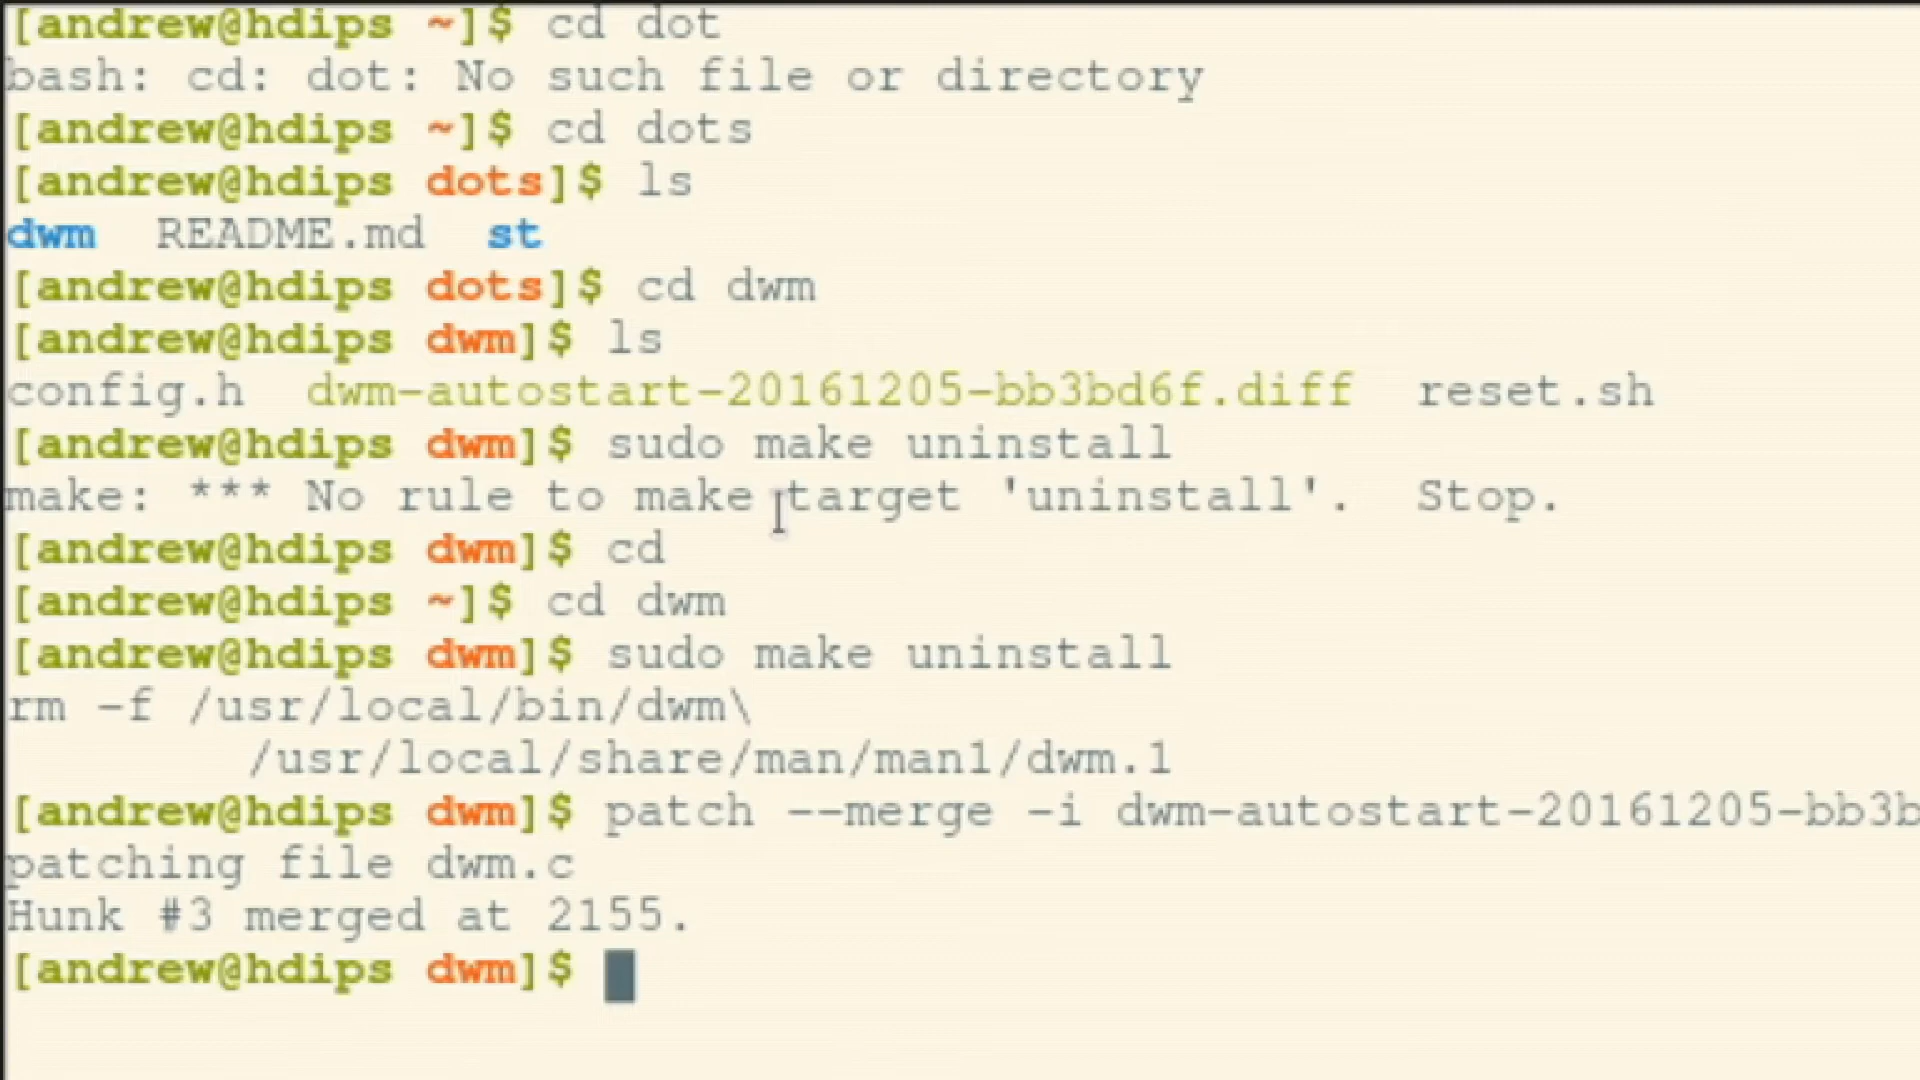 [andrew@hdips ~]$ cd dot
bash: cd: dot: No such file or directory
[andrew@hdips ~]$ cd dots
[andrew@hdips dots]$ ls
dwm README.md st
[andrew@hdips dots]$ cd dwm
[andrew@hdips dwm]$ ls
config.h dwm-autostart-20161205-bb3bd6f.diff reset.sh
[andrew@hdips dwm]$ sudo make uninstall
make: *** No rule to make target 'uninstall'. Stop.
[andrew@hdips dwm]$ cd
[andrew@hdips ~]$ cd dwm
[andrew@hdips dwm]$ sudo make uninstall
rm -f /usr/local/bin/dwm\
/usr/local/share/man/man1/dwm.1
[andrew@hdips dwm]$ patch --merge -i dwm-autostart-20161205-bb3b
patching file dwm.c
Hunk #3 merged at 2155.
[andrew@hdips dwm]$